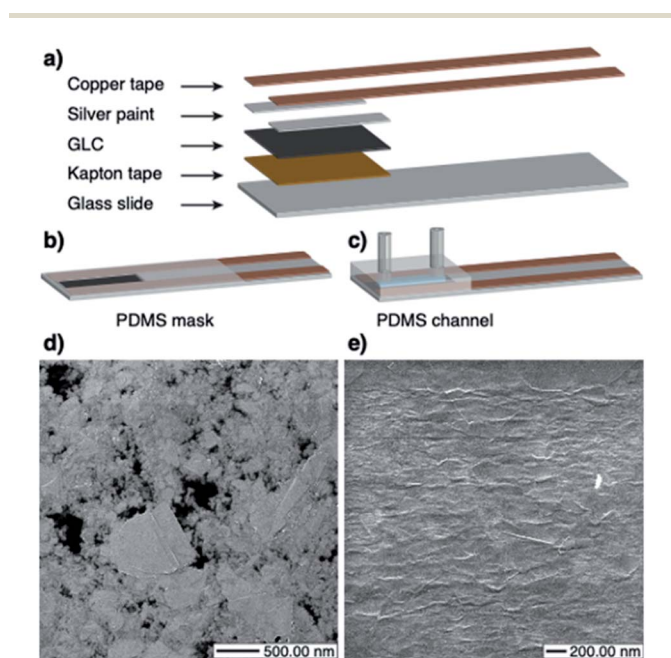 a)
Copper tape
Silver paint
GLC
Kapton tape
Glass slide
b)
c)
PDMS mask
PDMS channel
d)
e)
500.00 nm
200.00 nm